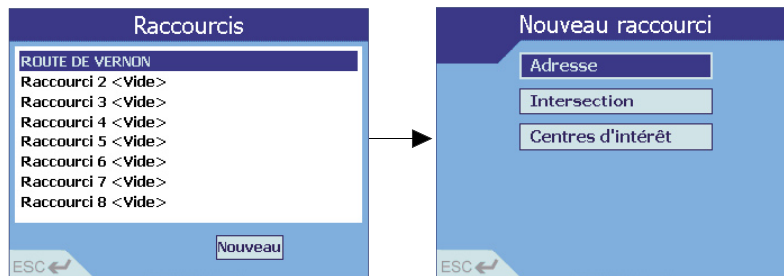 Raccourcis
ROUTE DE VERNON
Raccourci 2 <Vide>
Raccourci 3 <Vide>
Raccourci 4 <Vide>
Raccourci 5 <Vide>
Raccourci 6 <Vide>
Raccourci 7 <Vide>
Raccourci 8 <Vide>
Nouveau
ESC
Nouveau raccourci
Adresse
Intersection
Centres d'intérêt
ESC